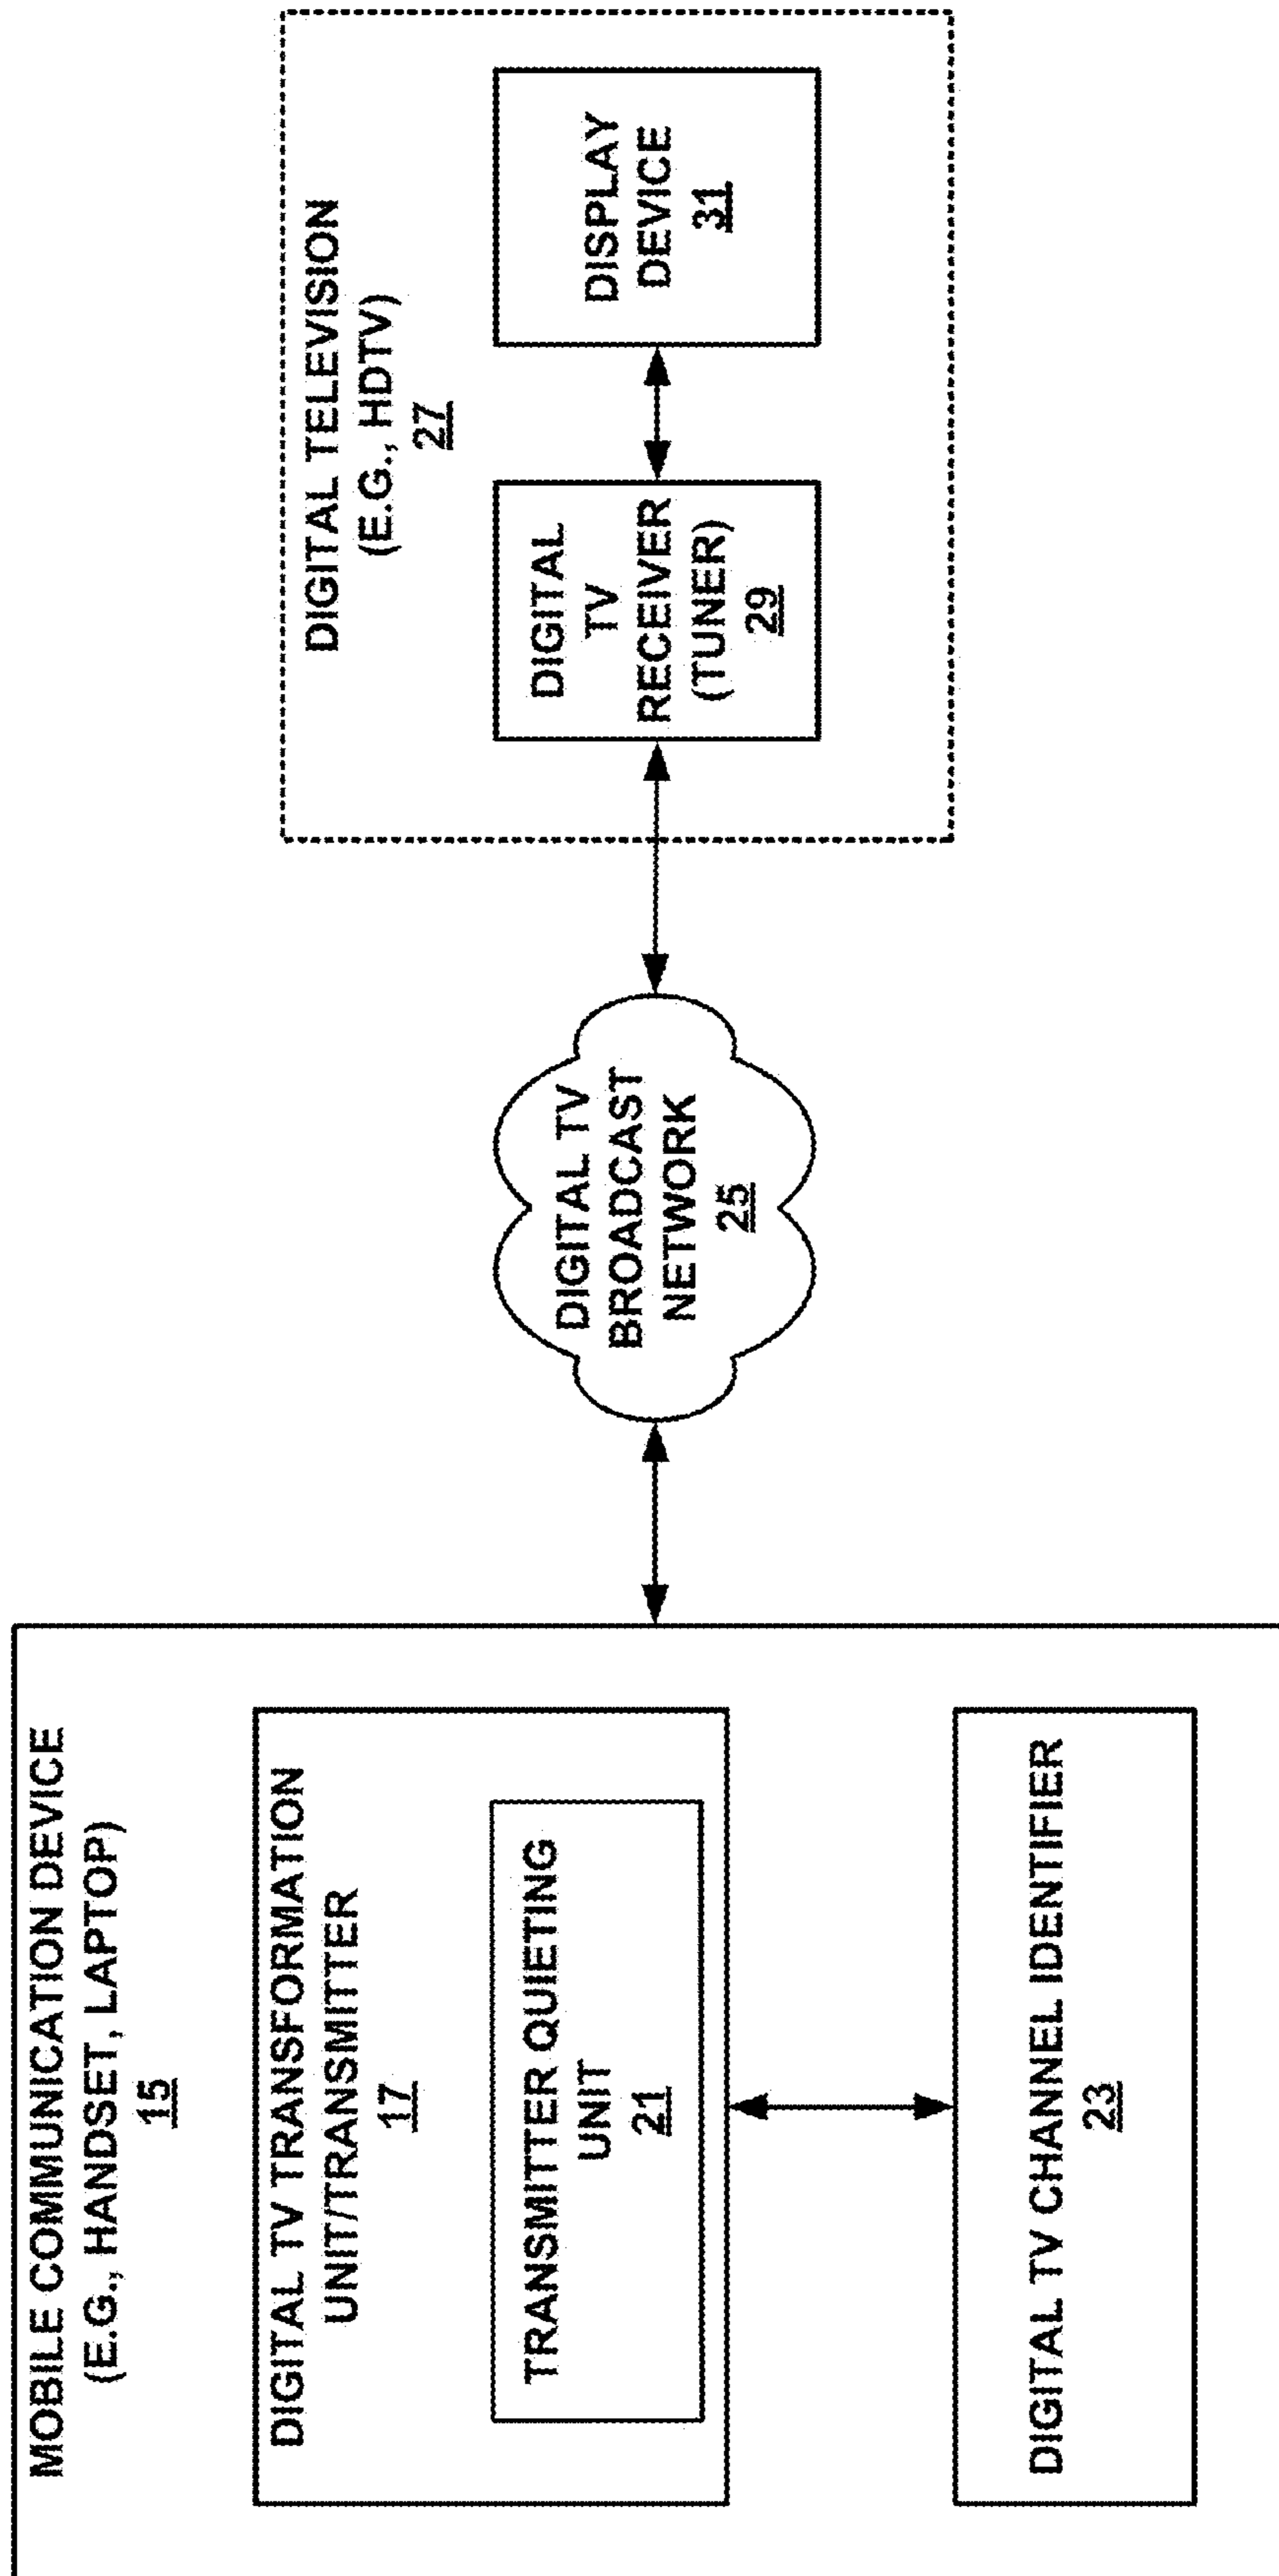 MOBILE COMMUNICATION DEVICE
(E.G., HANDSET, LAPTOP)
15
DIGITAL TV TRANSFORMATION
UNIT/TRANSMITTER
17
TRANSMITTER QUIETING
UNIT
21
DIGITAL TV CHANNEL IDENTIFIER
23
DIGITAL TV
BROADCAST
NETWORK
25
DIGITAL TELEVISION
(E.G., HDTV)
27
DIGITAL
TV
RECEIVER
(TUNER)
29
DISPLAY
DEVICE
31